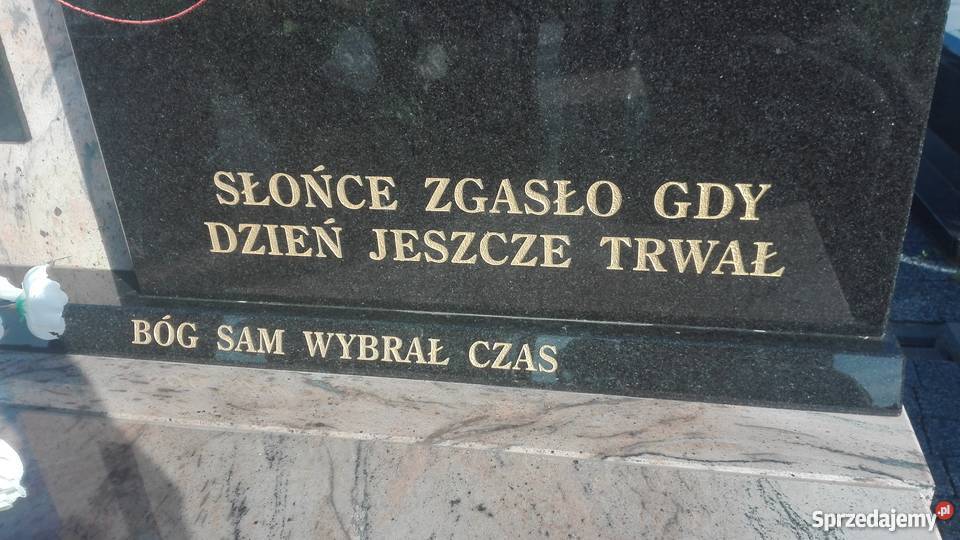 SŁOŃCE ZGASŁO GDY
DZIEŃ JESZCZE TRWAŁ
BÓG SAM WYBRAŁ CZAS
Sprzedajemy.pl